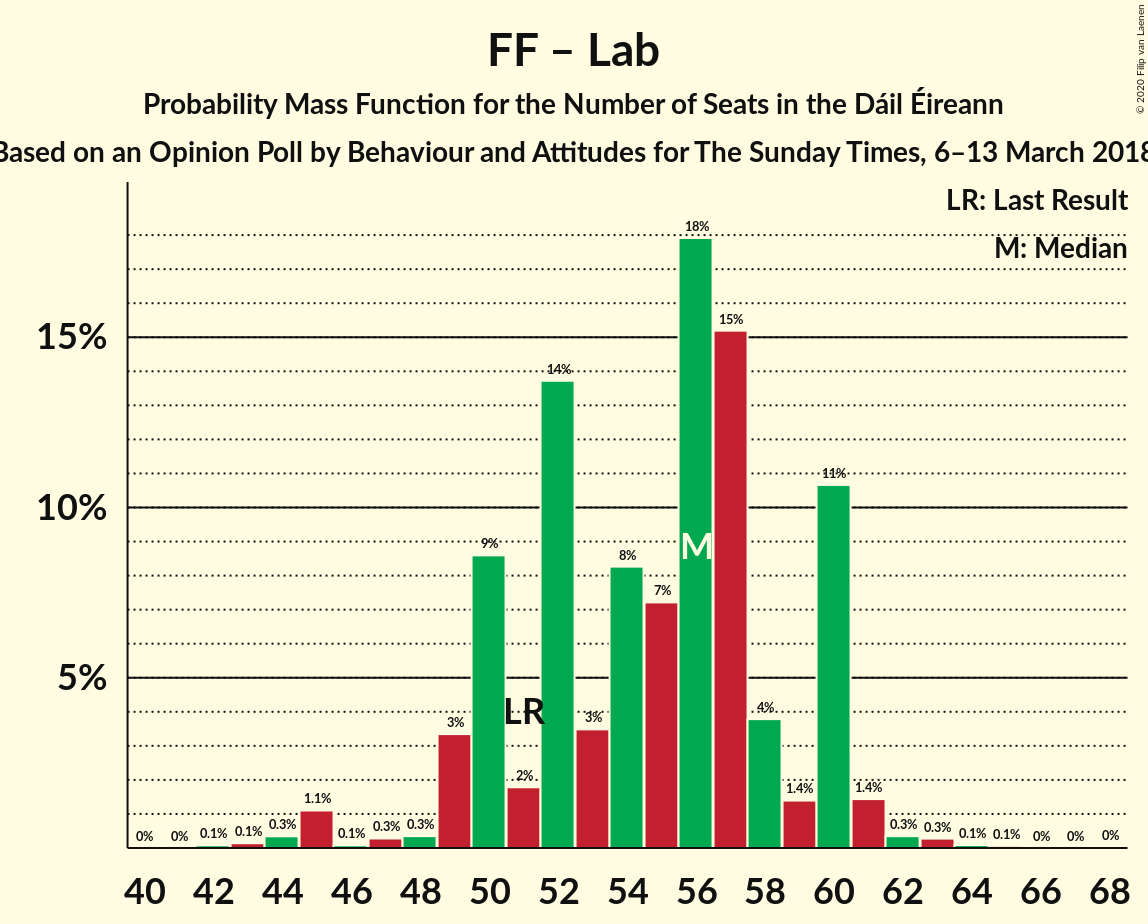 FF – Lab
Probability Mass Function for the Number of Seats in the Dáil Éireann
Based on an Opinion Poll by Behaviour and Attitudes for The Sunday Times, 6–13 March 2018
© 2020 Filip van Laenen
LR: Last Result
M: Median
15%
10%
5%
0% 0% 0.1% 0.1% 0.3% 1.1% 0.1% 0.3% 0.3% 3% 9% 2% 14% 3% 8% 7% 18% 15% 4% 1.4% 11% 1.4% 0.3% 0.3% 0.1% 0.1% 0% 0% 0%
LR
M
40 42 44 46 48 50 52 54 56 58 60 62 64 66 68